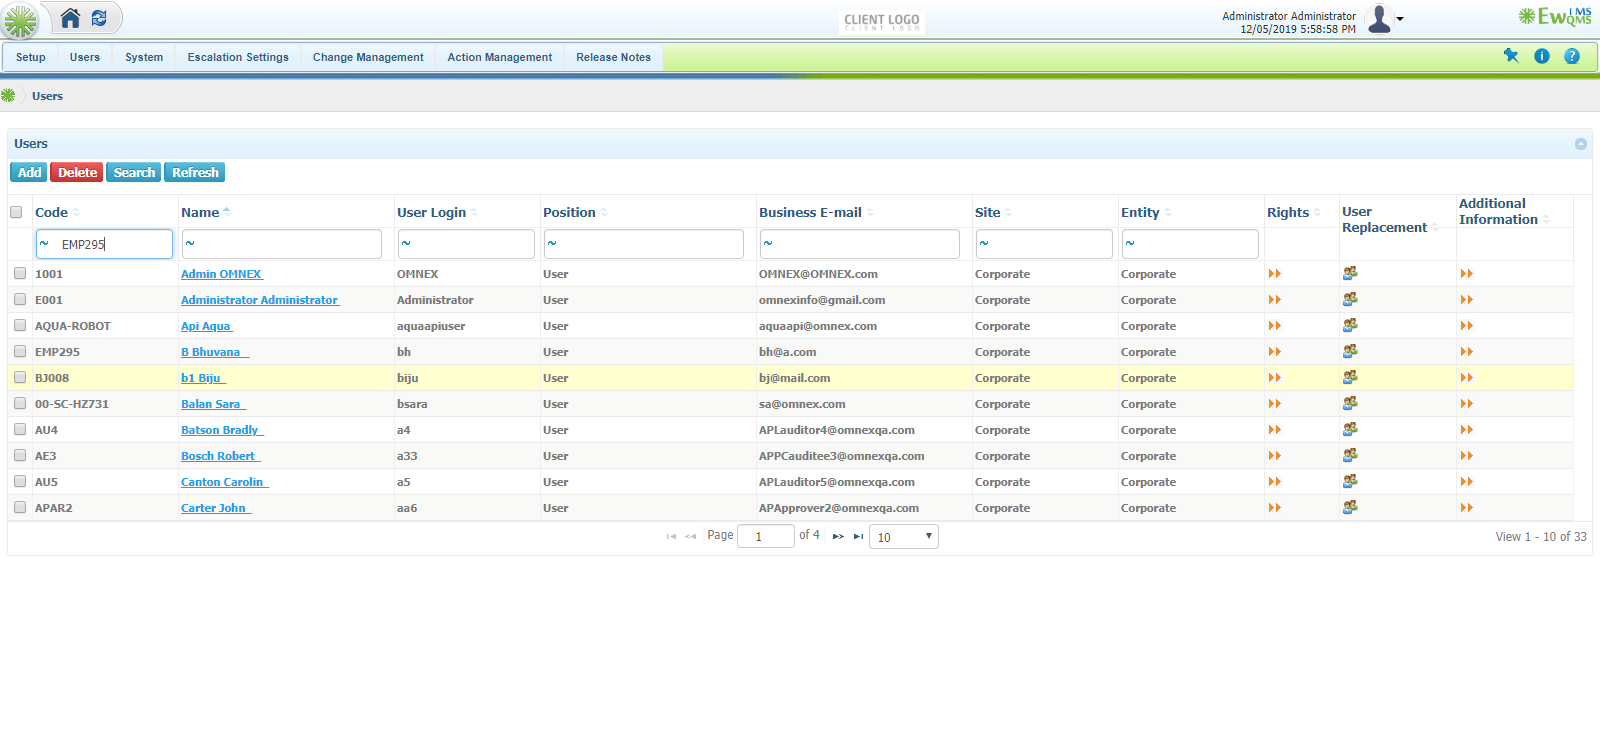 CLIENT LOGO
CLIENT LOGO
Administrator Administrator
12/05/2019 5:58:58 PM
EwIMS
QMS
Setup Users System Escalation Settings Change Management Action Management Release Notes
Users
Users
Add Delete Search Refresh
Code Name User Login Position Business E-mail Site Entity Rights User Replacement Additional Information
~ EMP295 ~ ~ ~ ~ ~ ~
1001 Admin OMNEX OMNEX User OMNEX@OMNEX.com Corporate Corporate
E001 Administrator Administrator Administrator User omnexinfo@gmail.com Corporate Corporate
AQUA-ROBOT Api Aqua aquaapiuser User aquaapi@omnex.com Corporate Corporate
EMP295 B Bhuvana bh User bh@a.com Corporate Corporate
BJ008 b1 Biju biju User bj@mail.com Corporate Corporate
00-SC-HZ731 Balan Sara bsara User sa@omnex.com Corporate Corporate
AU4 Batson Bradly a4 User APLauditor4@omnexqa.com Corporate Corporate
AE3 Bosch Robert a33 User APPCauditee3@omnexqa.com Corporate Corporate
AU5 Canton Carolin a5 User APLauditor5@omnexqa.com Corporate Corporate
APAR2 Carter John aa6 User APApprover2@omnexqa.com Corporate Corporate
Page 1 of 4 10 View 1 - 10 of 33